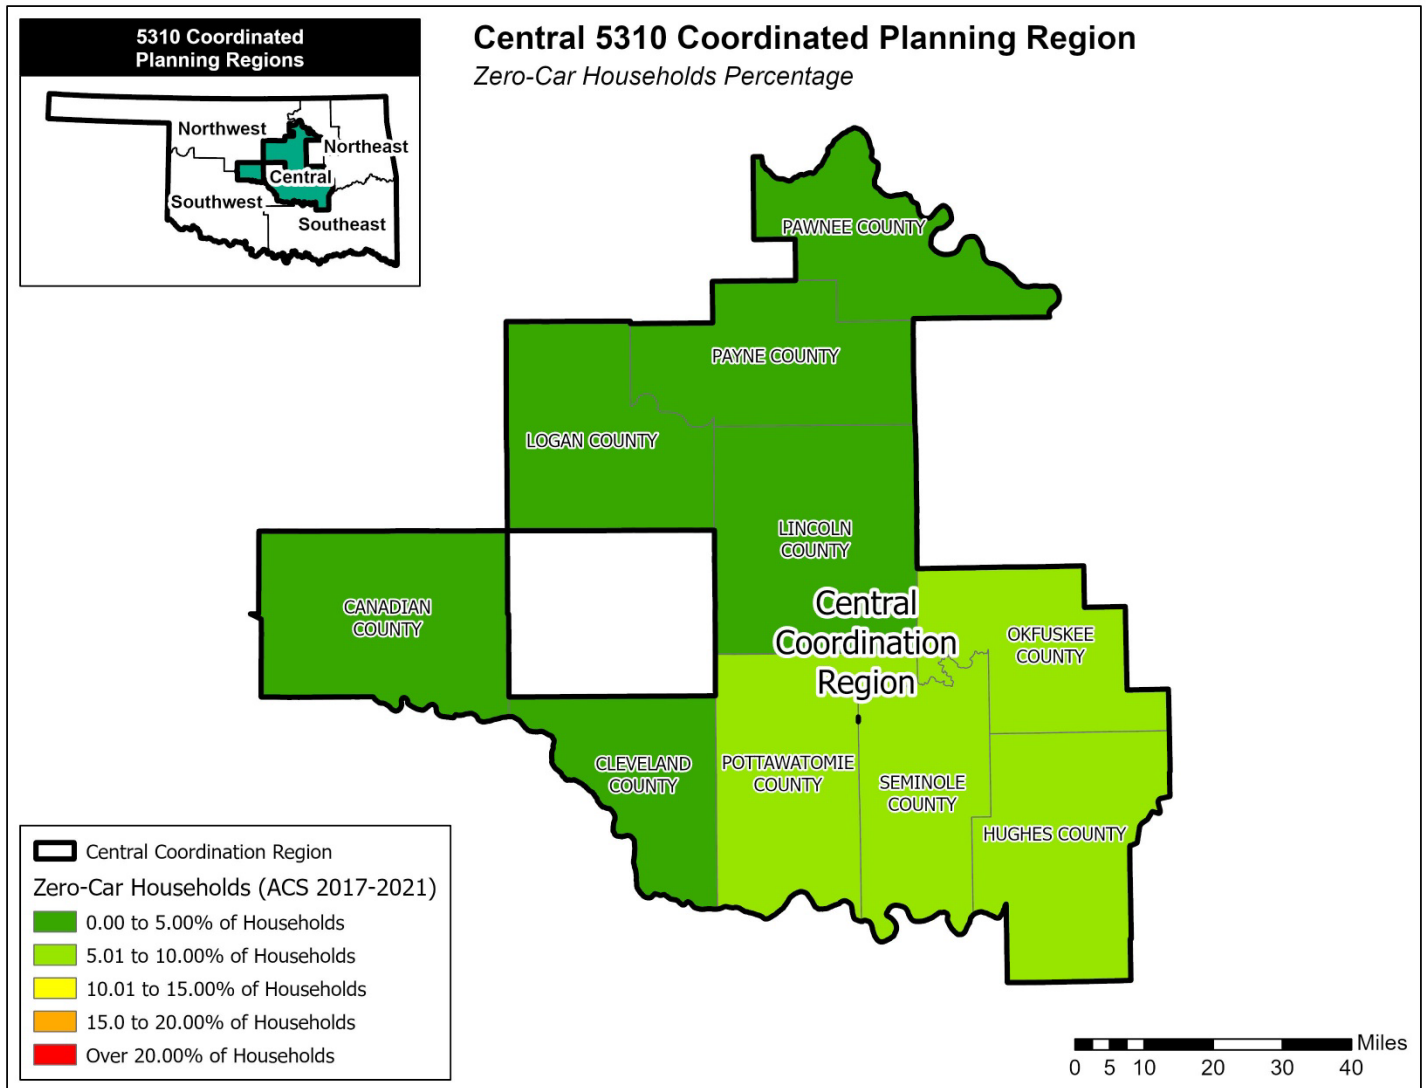 5310 Coordinated
Planning Regions
Northwest
Northeast
Central
Southwest
Southeast
Central 5310 Coordinated Planning Region
Zero-Car Households Percentage
PAWNEE COUNTY
PAYNE COUNTY
LOGAN COUNTY
LINCOLN
COUNTY
CANADIAN
COUNTY
Central
Coordination
Region
OKFUSKEE
COUNTY
CLEVELAND
COUNTY
POTTAWATOMIE
COUNTY
SEMINOLE
COUNTY
HUGHES COUNTY
Central Coordination Region
Zero-Car Households (ACS 2017-2021)
0.00 to 5.00% of Households
5.01 to 10.00% of Households
10.01 to 15.00% of Households
15.0 to 20.00% of Households
Over 20.00% of Households
Miles
0 5 10 20 30 40